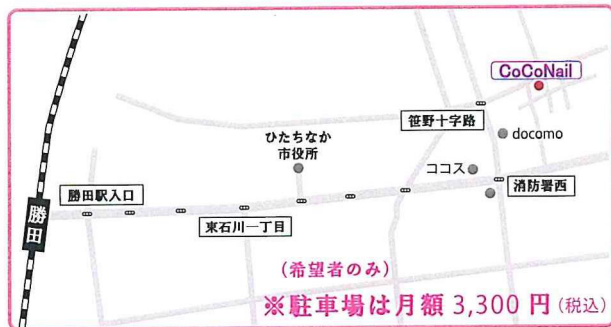 CoCoNail
笹野十字路
docomo
ひたちなか
市役所
ココス
消防署西
勝田駅入口
東石川一丁目
勝田
(希望者のみ)
※駐車場は月額 3,300 円 (税込)